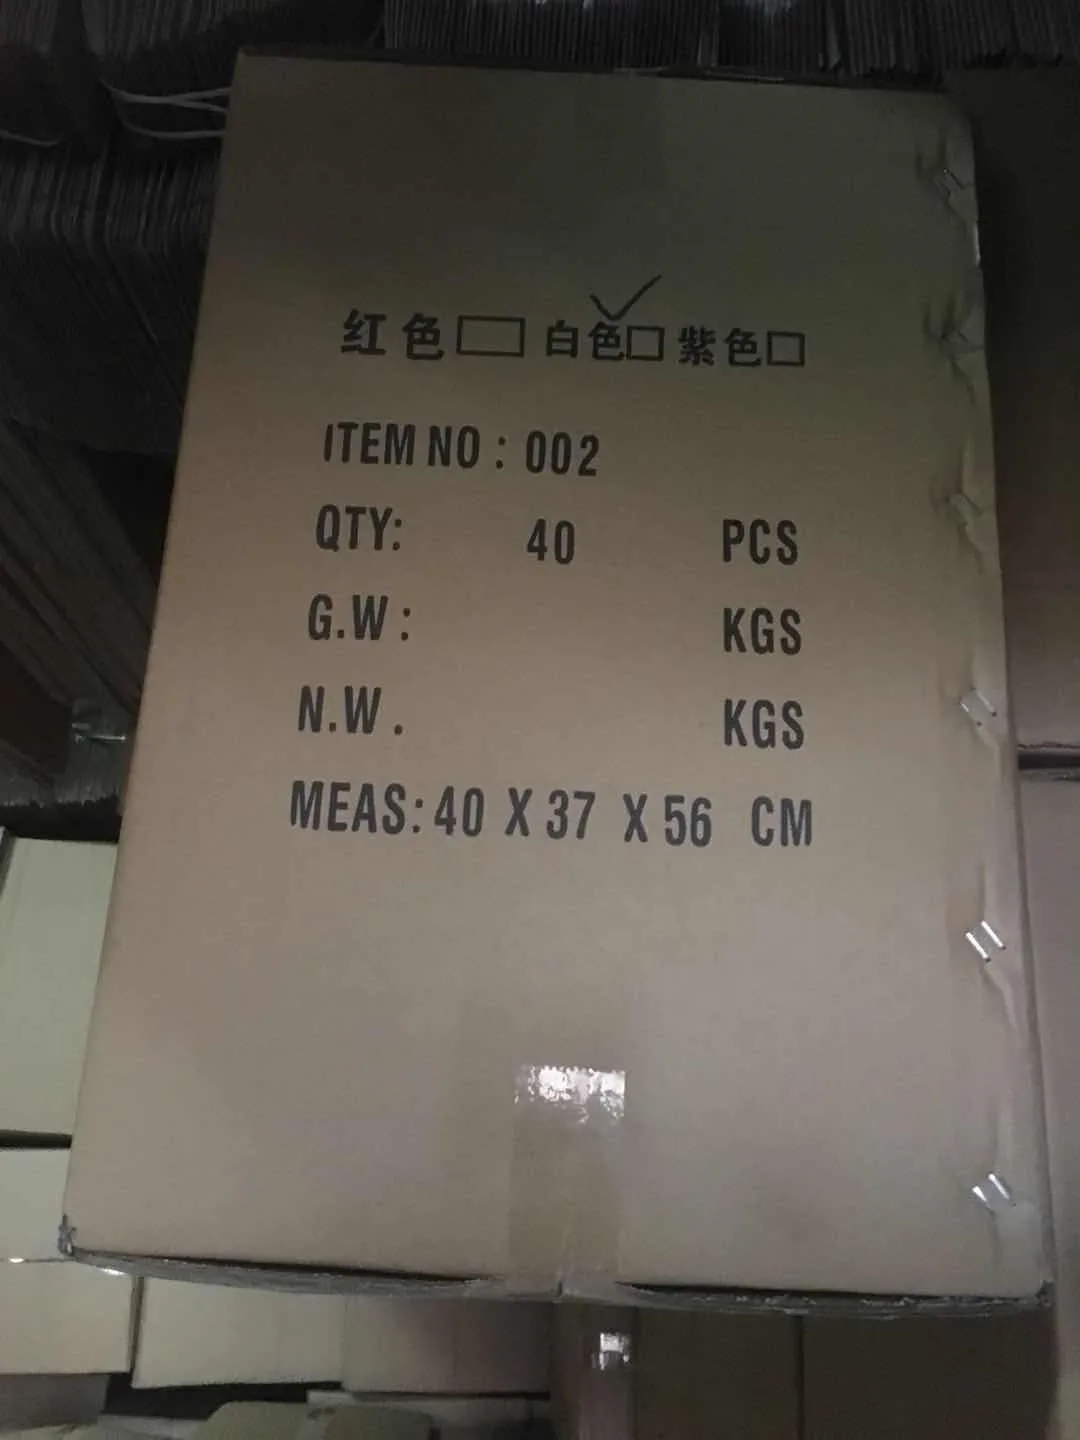 红色□ 白色□ 紫色□
ITEM NO : 002
QTY: 40 PCS
G.W : KGS
N.W . KGS
MEAS: 40 X 37 X 56 CM